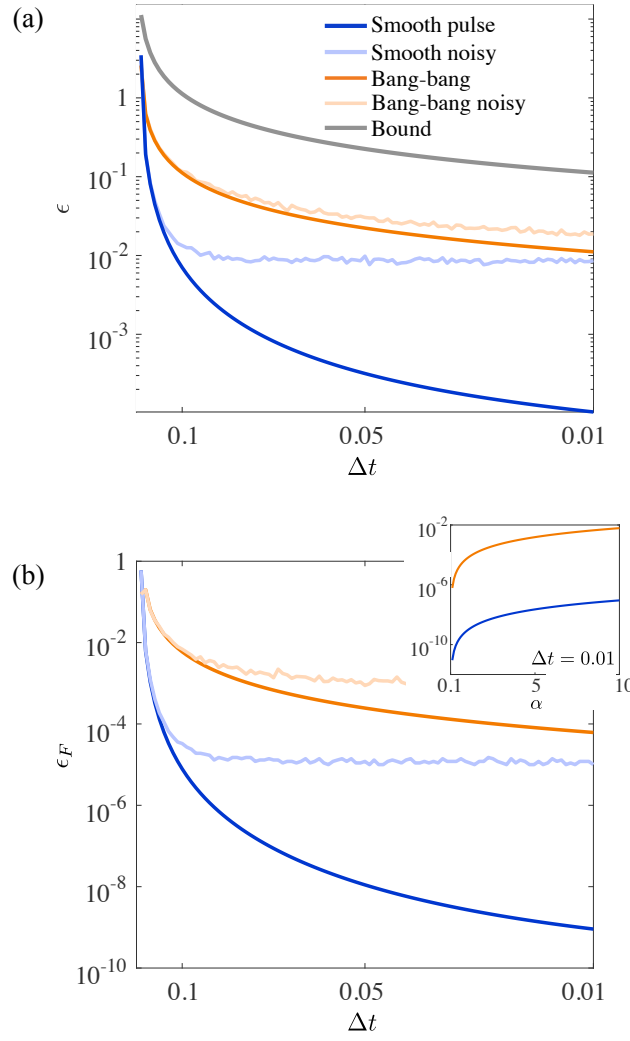 (a)
Smooth pulse
Smooth noisy
Bang-bang
Bang-bang noisy
Bound
1
10^-1
10^-2
10^-3
ϵ
0.1
0.05
0.01
Δt
(b)
1
10^-2
10^-4
10^-6
10^-8
10^-10
ϵ_F
0.1
0.05
0.01
Δt
10^-2
10^-6
10^-10
Δt = 0.01
0.1
5
10
α